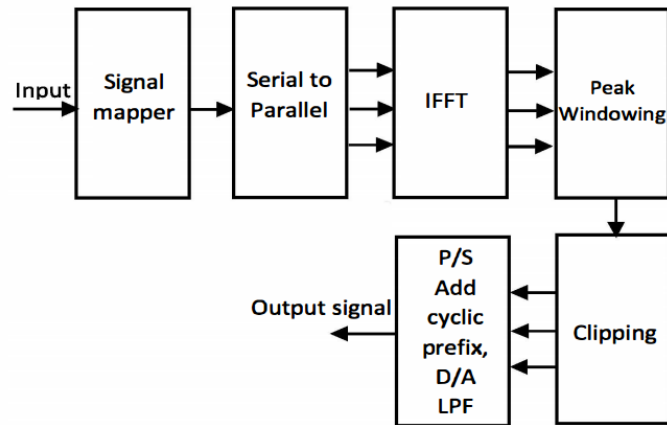 Input
Signal
mapper
Serial to
Parallel
IFFT
Peak
Windowing
Clipping
P/S
Add
cyclic
prefix,
D/A
LPF
Output signal